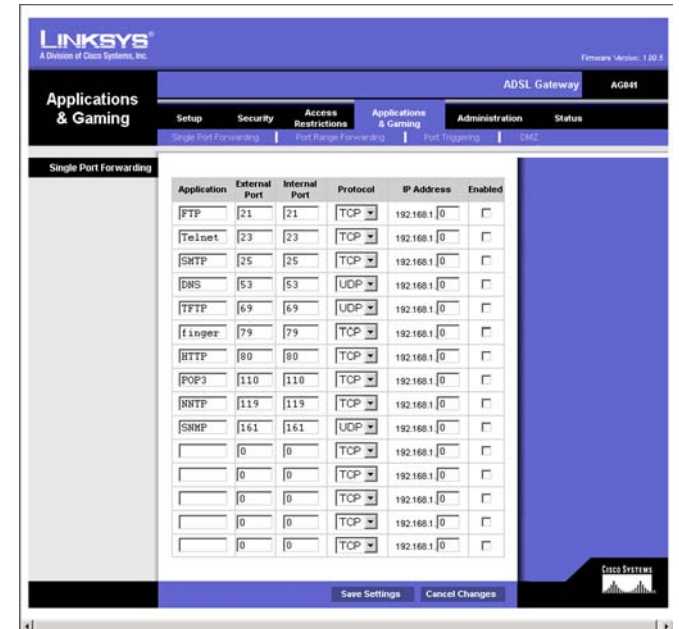 LINKSYS®
A Division of Cisco Systems, Inc.
Firmware Version: 1.00.5
ADSL Gateway AG041
Applications & Gaming
Setup Security Access Restrictions Applications & Gaming Administration Status
Single Port Forwarding | Port Range Forwarding | Port Triggering | DMZ
Single Port Forwarding
Application External Port Internal Port Protocol IP Address Enabled
FTP 21 21 TCP 192.168.1. 0
Telnet 23 23 TCP 192.168.1. 0
SMTP 25 25 TCP 192.168.1. 0
DNS 53 53 UDP 192.168.1. 0
TFTP 69 69 UDP 192.168.1. 0
finger 79 79 TCP 192.168.1. 0
HTTP 80 80 TCP 192.168.1. 0
POP3 110 110 TCP 192.168.1. 0
NNTP 119 119 TCP 192.168.1. 0
SNMP 161 161 UDP 192.168.1. 0
0 0 TCP 192.168.1. 0
0 0 TCP 192.168.1. 0
0 0 TCP 192.168.1. 0
0 0 TCP 192.168.1. 0
0 0 TCP 192.168.1. 0
Save Settings Cancel Changes
CISCO SYSTEMS